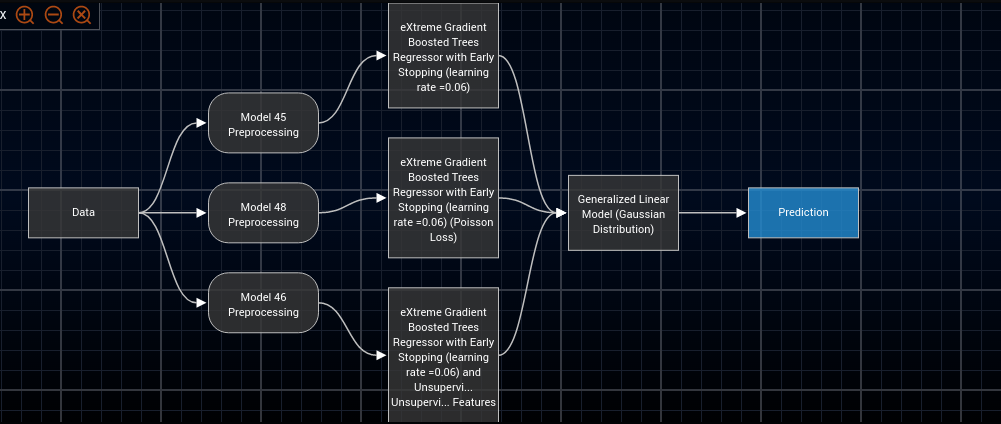 X
eXtreme Gradient
Boosted Trees
Regressor with Early
Stopping (learning
rate =0.06)
Model 45
Preprocessing
eXtreme Gradient
Boosted Trees
Regressor with Early
Stopping (learning
rate =0.06) (Poisson
Loss)
Data
Model 48
Preprocessing
Generalized Linear
Model (Gaussian
Distribution)
Prediction
Model 46
Preprocessing
eXtreme Gradient
Boosted Trees
Regressor with Early
Stopping (learning
rate =0.06) and
Unsupervi...
Unsupervi... Features